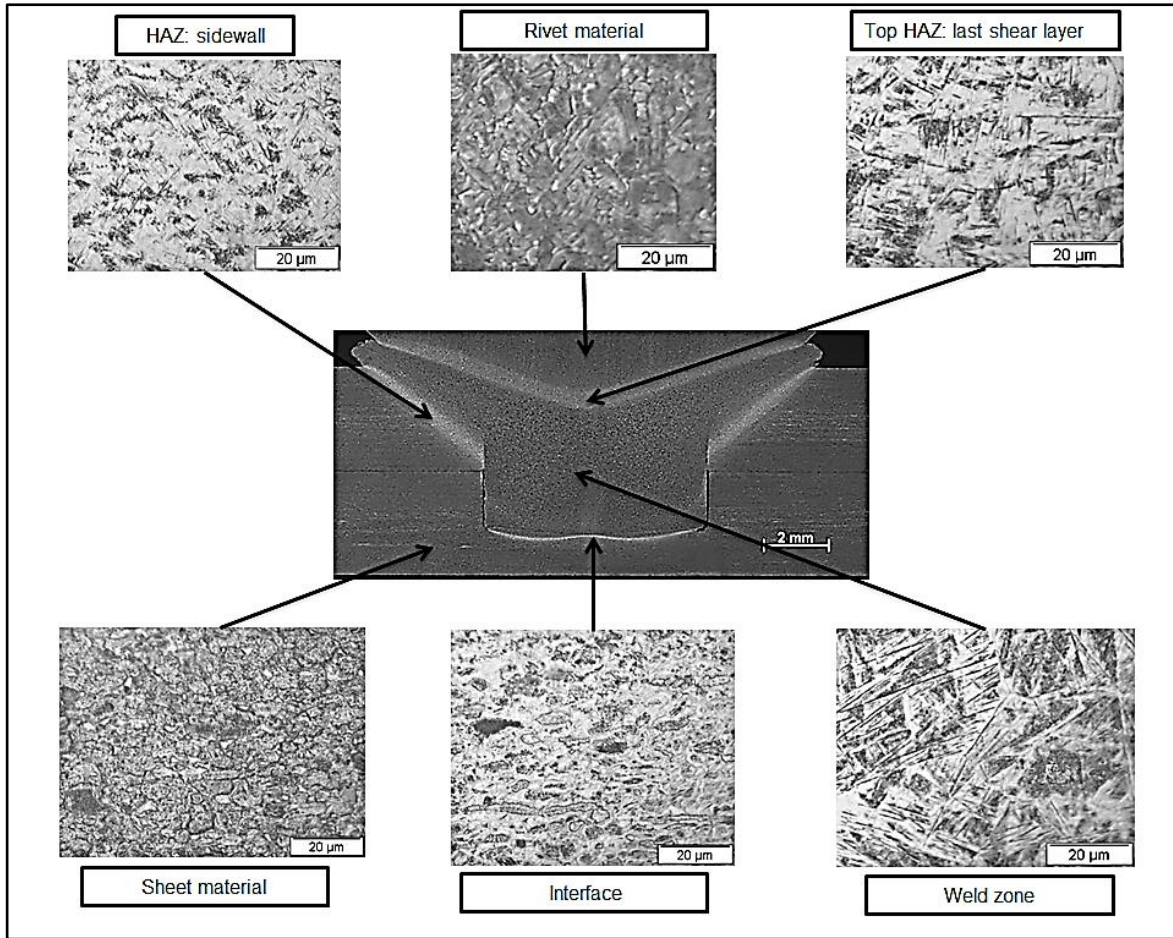 HAZ: sidewall
Rivet material
Top HAZ: last shear layer
20 µm
20 µm
20 µm
2 mm
20 µm
20 µm
20 µm
Sheet material
Interface
Weld zone